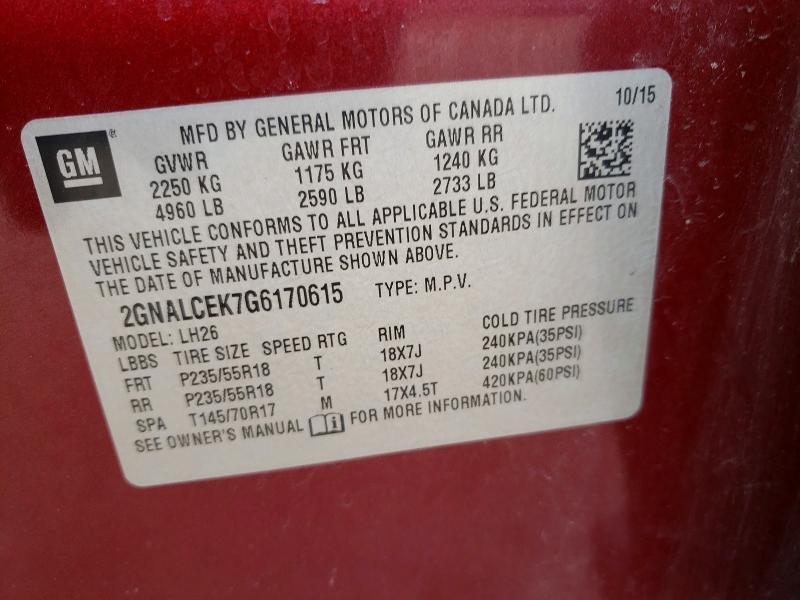 GM
MFD BY GENERAL MOTORS OF CANADA LTD. 10/15
GVWR GAWR FRT GAWR RR
2250 KG 1175 KG 1240 KG
4960 LB 2590 LB 2733 LB
THIS VEHICLE CONFORMS TO ALL APPLICABLE U.S. FEDERAL MOTOR
VEHICLE SAFETY AND THEFT PREVENTION STANDARDS IN EFFECT ON
THE DATE OF MANUFACTURE SHOWN ABOVE.
2GNALCEK7G6170615 TYPE: M.P.V.
MODEL: LH26
LBBS TIRE SIZE SPEED RTG RIM COLD TIRE PRESSURE
FRT P235/55R18 T 18X7J 240KPA(35PSI)
RR P235/55R18 T 18X7J 240KPA(35PSI)
SPA T145/70R17 M 17X4.5T 420KPA(60PSI)
SEE OWNER'S MANUAL FOR MORE INFORMATION.